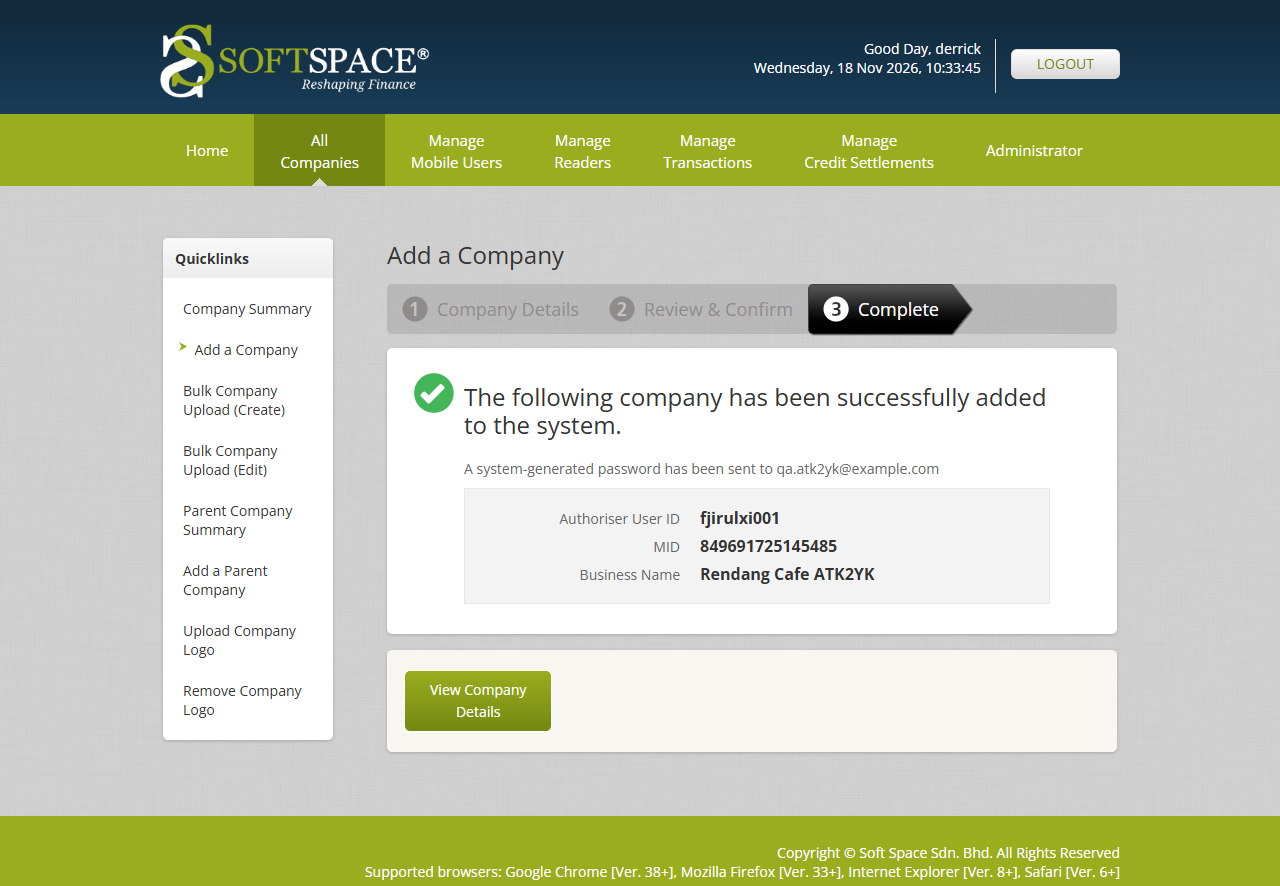 SOFTSPACE®
Reshaping Finance
Good Day, derrick
Wednesday, 18 Nov 2026, 10:33:45
LOGOUT
Home
All
Companies
Manage
Mobile Users
Manage
Readers
Manage
Transactions
Manage
Credit Settlements
Administrator
Quicklinks
Company Summary
Add a Company
Bulk Company
Upload (Create)
Bulk Company
Upload (Edit)
Parent Company
Summary
Add a Parent
Company
Upload Company
Logo
Remove Company
Logo
Add a Company
1 Company Details
2 Review & Confirm
3 Complete
The following company has been successfully added
to the system.
A system-generated password has been sent to qa.atk2yk@example.com
Authoriser User ID fjirulxi001
MID 849691725145485
Business Name Rendang Cafe ATK2YK
View Company
Details
Copyright © Soft Space Sdn. Bhd. All Rights Reserved
Supported browsers: Google Chrome [Ver. 38+], Mozilla Firefox [Ver. 33+], Internet Explorer [Ver. 8+], Safari [Ver. 6+]